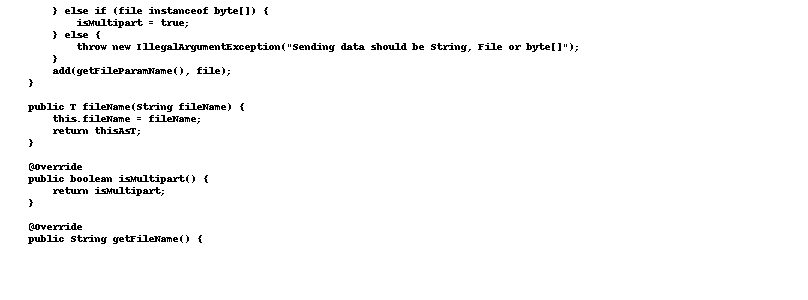 } else if (file instanceof byte[]) {
isMultipart = true;
} else {
throw new IllegalArgumentException("Sending data should be String, File or byte[]");
}
add(getFileParamName(), file);
}
public T fileName(String fileName) {
this.fileName = fileName;
return thisAsT;
}
@Override
public boolean isMultipart() {
return isMultipart;
}
@Override
public String getFileName() {